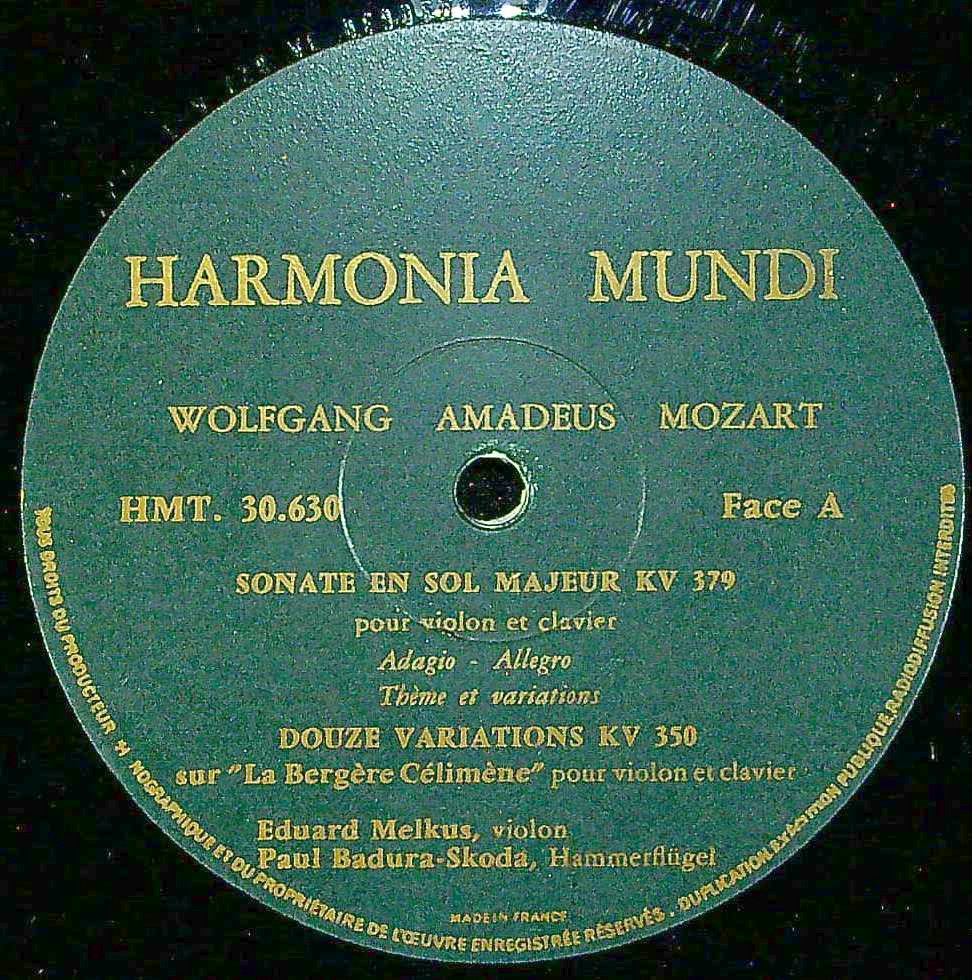 HARMONIA MUNDI
WOLFGANG AMADEUS MOZART
HMT. 30.630
Face A
SONATE EN SOL MAJEUR KV 379
pour violon et clavier
Adagio - Allegro
Thème et variations
DOUZE VARIATIONS KV 350
sur "La Bergère Célimène" pour violon et clavier
Eduard Melkus, violon
Paul Badura-Skoda, Hammerflügel
MADE IN FRANCE
TOUS DROITS DU PRODUCTEUR NOGRAPHIQUE ET DU PROPRIÉTAIRE DE L'ŒUVRE ENREGISTRÉE RÉSERVÉS . DUPLICATION EXÉCUTION PUBLIQUE, RADIODIFFUSION INTERDITES